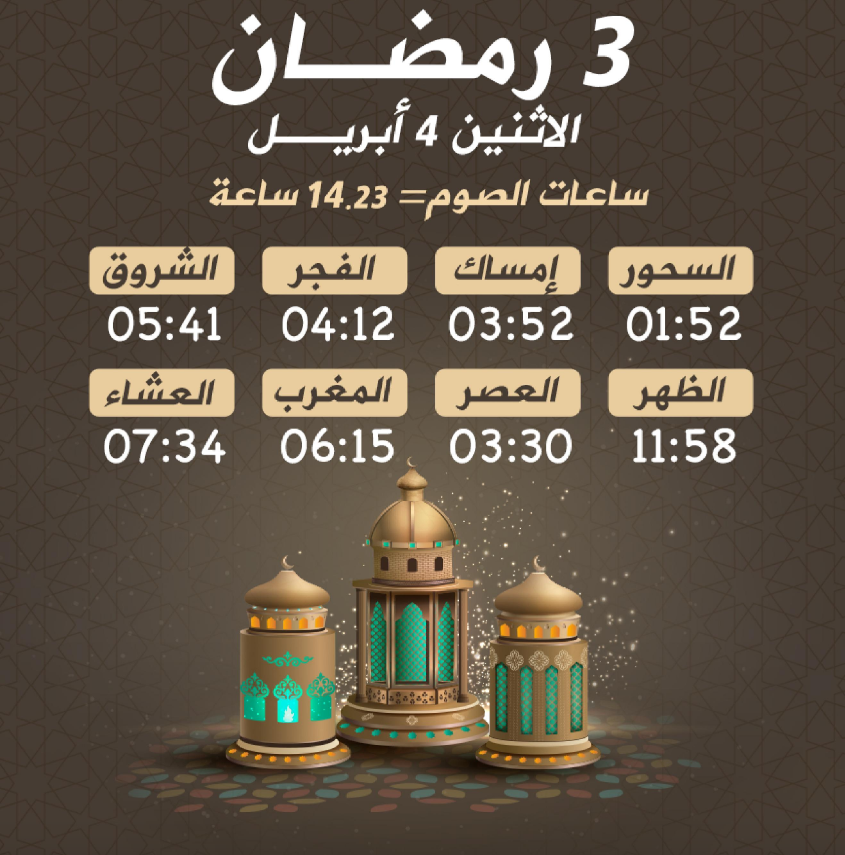 3 رمضان
الاثنين 4 أبريل
ساعات الصوم= 14.23 ساعة
السحور إمساك الفجر الشروق
01:52 03:52 04:12 05:41
الظهر العصر المغرب العشاء
11:58 03:30 06:15 07:34